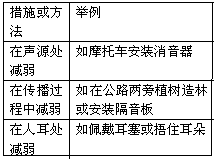 措施或方 举例
法
在声源处 如摩托车安装消音器
减弱
在传播过 如在公路两旁植树造林
程中减弱 或安装隔音板
在人耳处 如佩戴耳塞或捂住耳朵
减弱